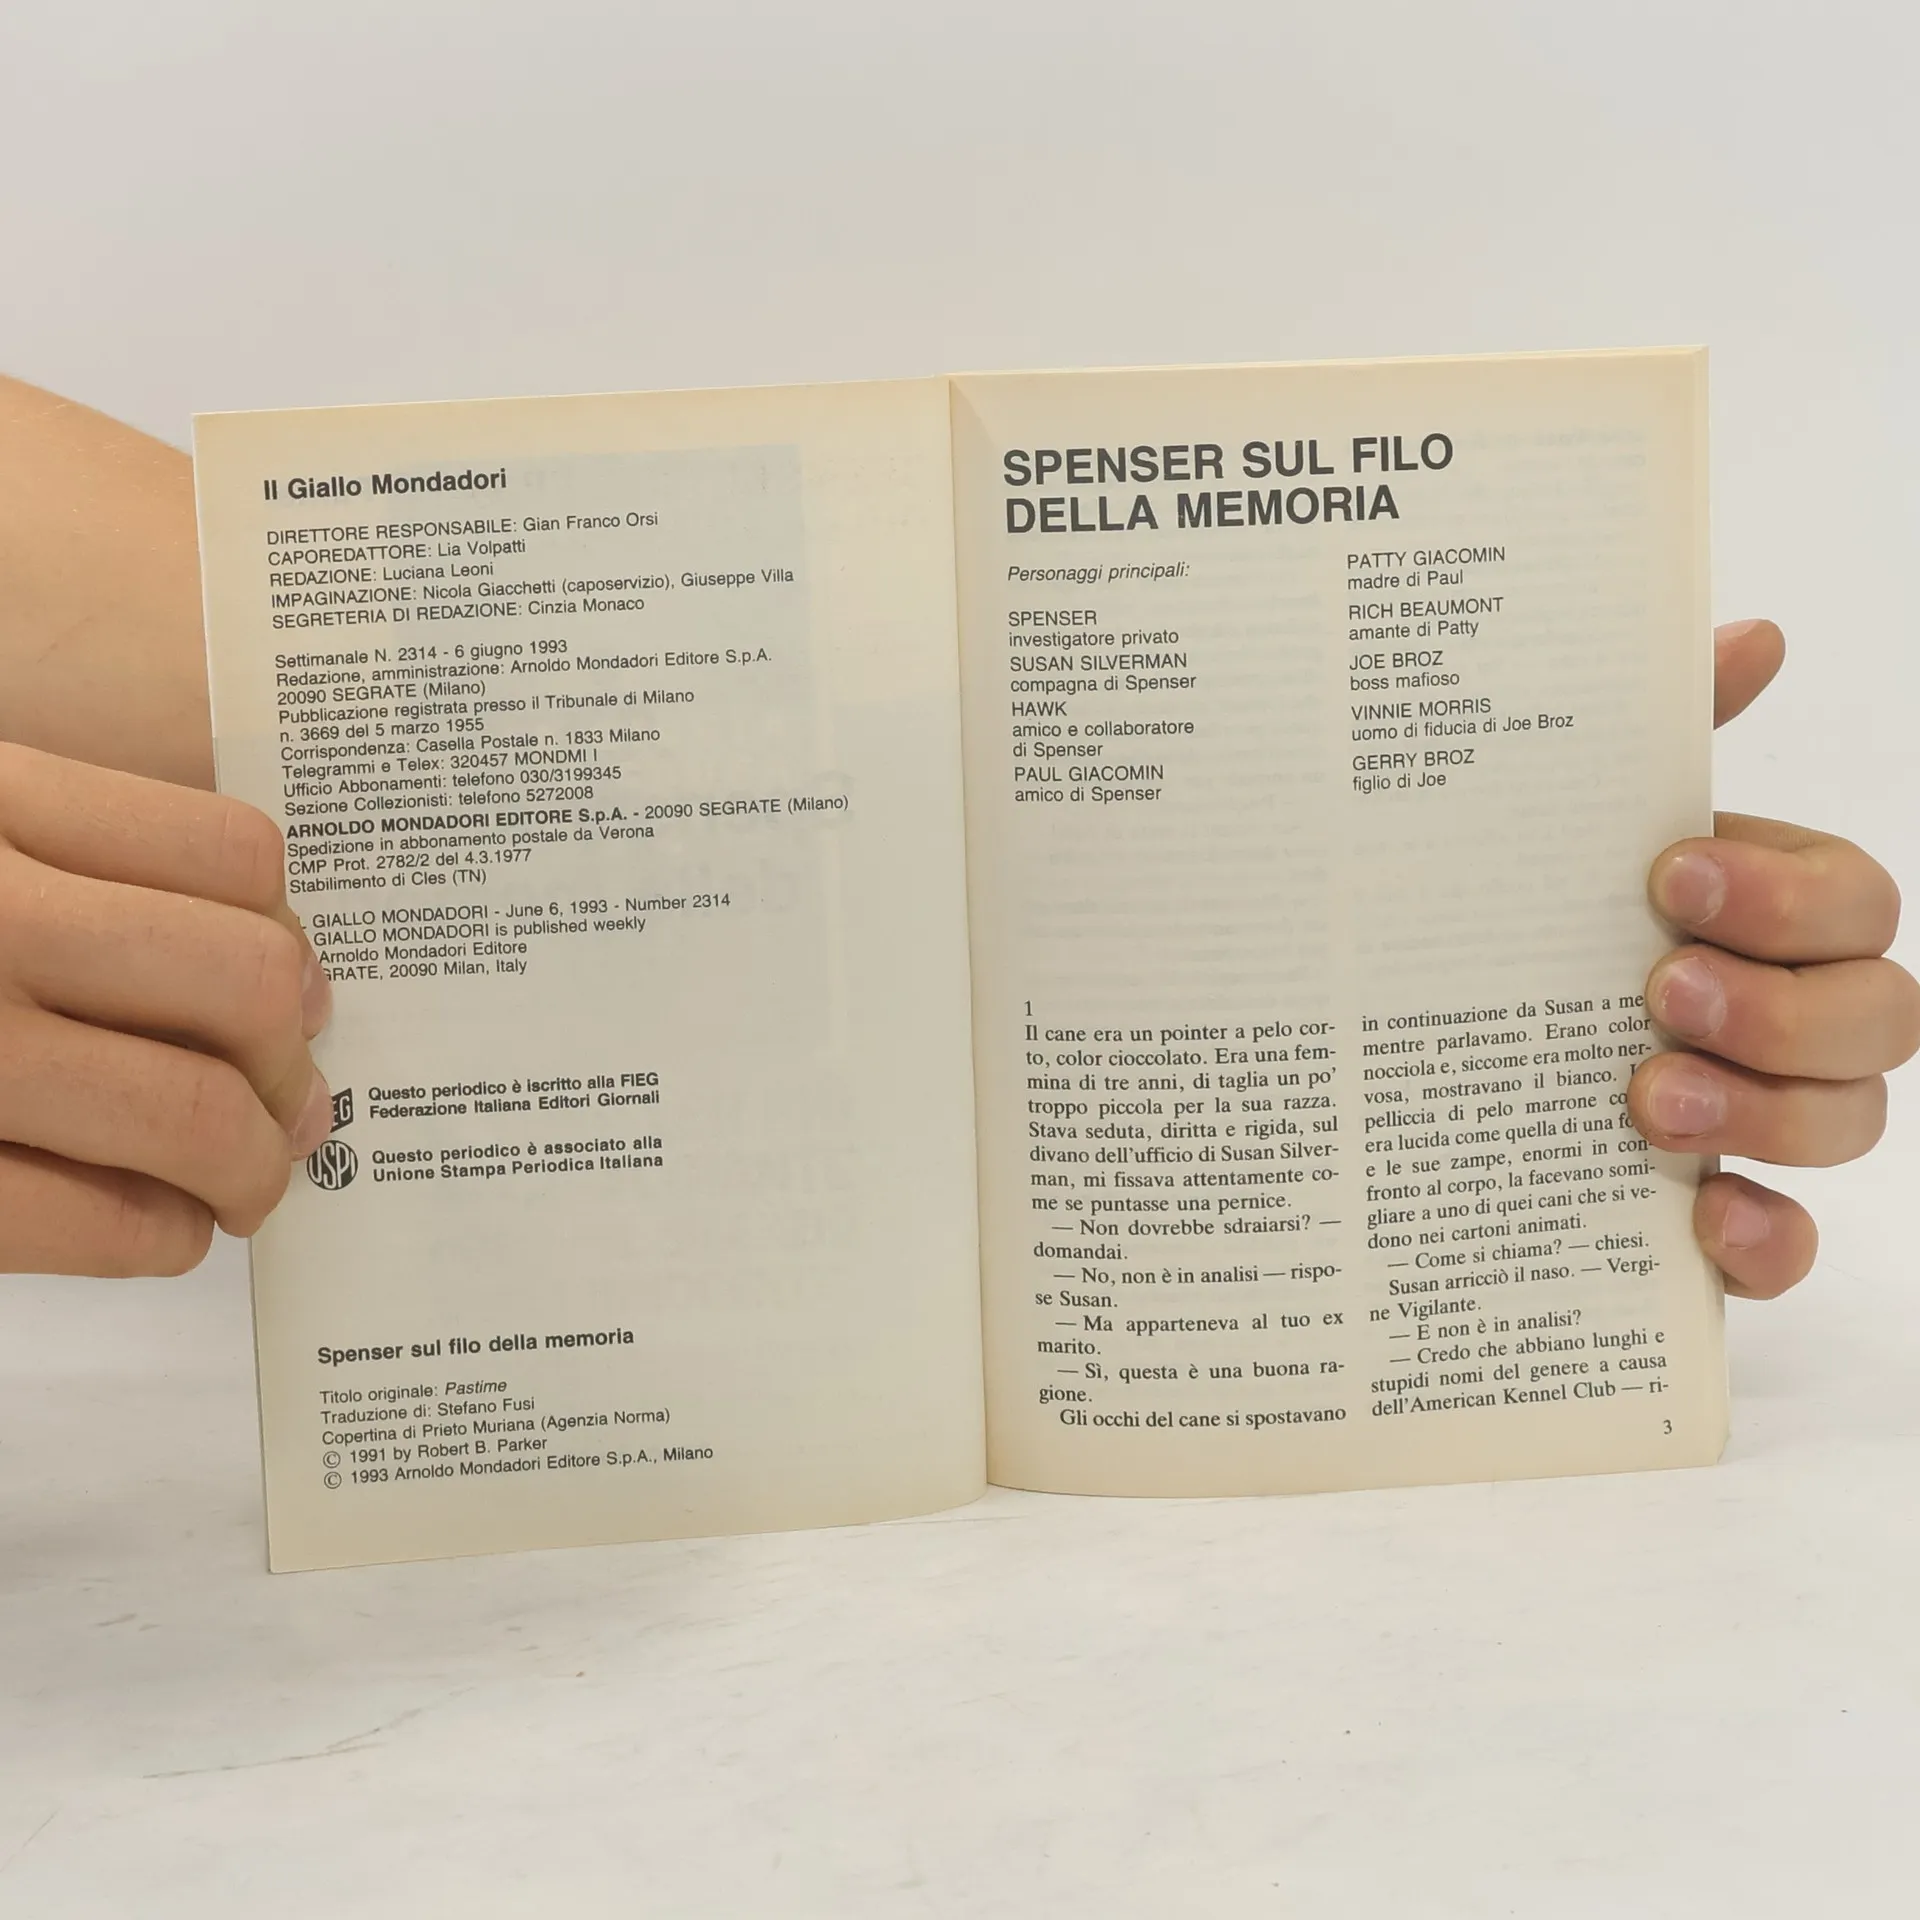 Il Giallo Mondadori
DIRETTORE RESPONSABILE: Gian Franco Orsi
CAPOREDATTORE: Lia Volpatti
REDAZIONE: Luciana Leoni
IMPAGINAZIONE: Nicola Giacchetti (caposervizio), Giuseppe Villa
SEGRETERIA DI REDAZIONE: Cinzia Monaco
Settimanale N. 2314 - 6 giugno 1993
Redazione, amministrazione: Arnoldo Mondadori Editore S.p.A.
20090 SEGRATE (Milano)
Pubblicazione registrata presso il Tribunale di Milano
n. 3669 del 5 marzo 1955
Corrispondenza: Casella Postale n. 1833 Milano
Telegrammi e Telex: 320457 MONDMI I
Ufficio Abbonamenti: telefono 030/3199345
Sezione Collezionisti: telefono 5272008
ARNOLDO MONDADORI EDITORE S.p.A. - 20090 SEGRATE (Milano)
Spedizione in abbonamento postale da Verona
CMP Prot. 2782/2 del 4.3.1977
Stabilimento di Cles (TN)
GIALLO MONDADORI - June 6, 1993 - Number 2314
GIALLO MONDADORI is published weekly
Arnoldo Mondadori Editore
GRATE, 20090 Milan, Italy
Questo periodico è iscritto alla FIEG
Federazione Italiana Editori Giornali
USPI
Questo periodico è associato alla
Unione Stampa Periodica Italiana
Spenser sul filo della memoria
Titolo originale: Pastime
Traduzione di: Stefano Fusi
Copertina di Prieto Muriana (Agenzia Norma)
© 1991 by Robert B. Parker
© 1993 Arnoldo Mondadori Editore S.p.A., Milano
SPENSER SUL FILO
DELLA MEMORIA
Personaggi principali:
SPENSER
investigatore privato
SUSAN SILVERMAN
compagna di Spenser
HAWK
amico e collaboratore
di Spenser
PAUL GIACOMIN
amico di Spenser
PATTY GIACOMIN
madre di Paul
RICH BEAUMONT
amante di Patty
JOE BROZ
boss mafioso
VINNIE MORRIS
uomo di fiducia di Joe Broz
GERRY BROZ
figlio di Joe
1
Il cane era un pointer a pelo cor-
to, color cioccolato. Era una fem-
mina di tre anni, di taglia un po'
troppo piccola per la sua razza.
Stava seduta, diritta e rigida, sul
divano dell'ufficio di Susan Silver-
man, mi fissava attentamente co-
me se puntasse una pernice.
— Non dovrebbe sdraiarsi? —
domandai.
— No, non è in analisi — rispo-
se Susan.
— Ma apparteneva al tuo ex
marito.
— Sì, questa è una buona ra-
gione.
Gli occhi del cane si spostavano
in continuazione da Susan a me
mentre parlavamo. Erano color
nocciola e, siccome era molto ner-
vosa, mostravano il bianco.
pelliccia di pelo marrone
era lucida come quella di una
e le sue zampe, enormi in con-
fronto al corpo, la facevano somi-
gliare a uno di quei cani che si ve-
dono nei cartoni animati.
— Come si chiama? — chiesi.
Susan arricciò il naso. — Vergi-
ne Vigilante.
— E non è in analisi?
— Credo che abbiano lunghi e
stupidi nomi del genere a causa
dell'American Kennel Club — ri-
3